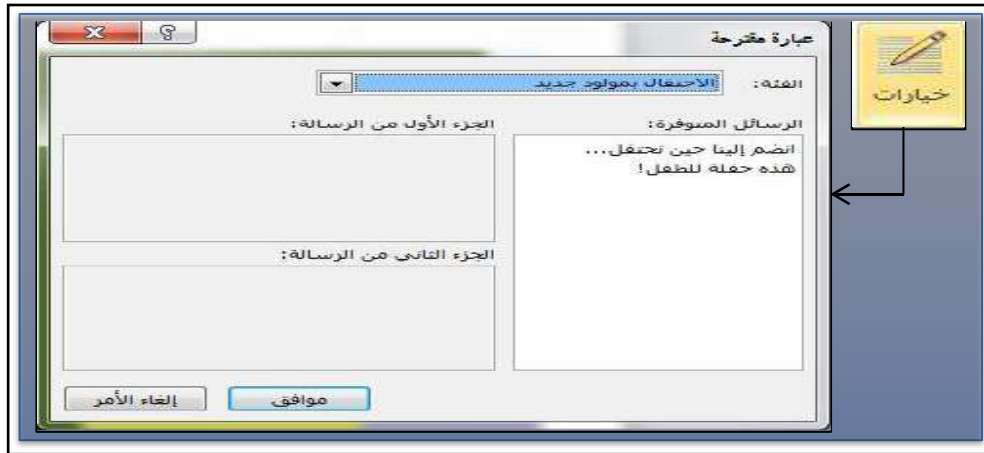 خيارات
عبارة مقترحة
الفئة: الاحتفال بمولود جديد
الرسائل المتوفرة:
انضم إلينا حين نحتفل...
هذه حفلة للطفل!
الجزء الأول من الرسالة:
الجزء الثاني من الرسالة:
موافق
إلغاء الأمر